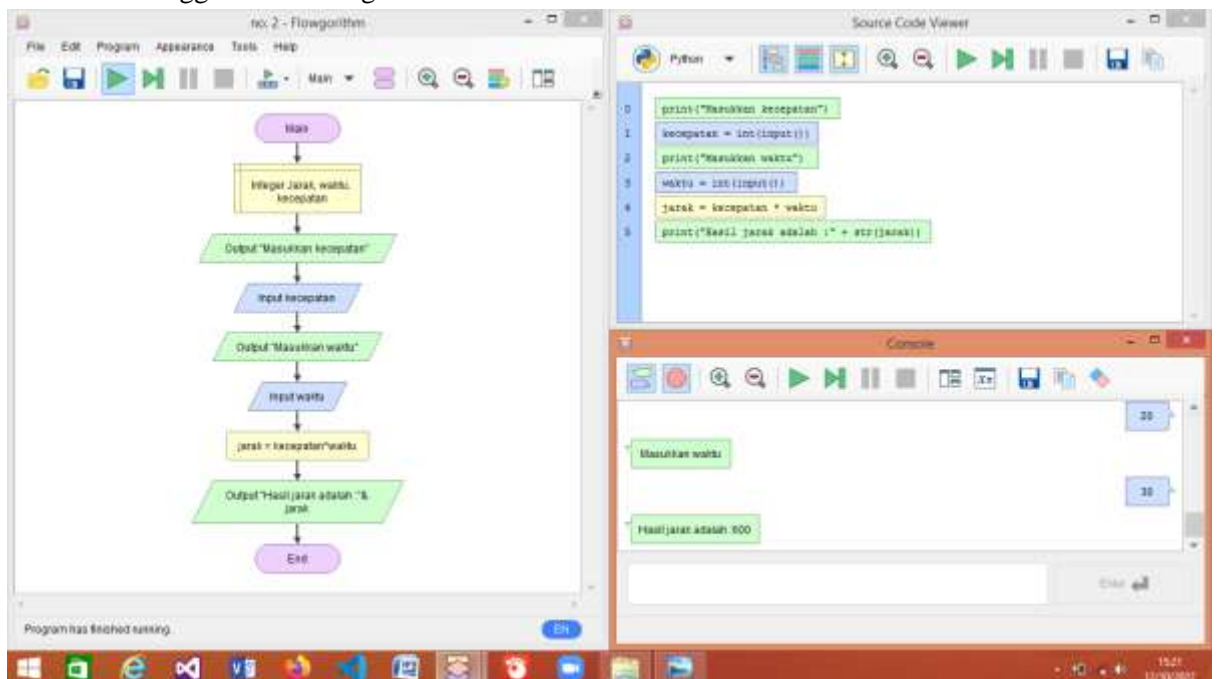 no. 2 - Flowgorithm
File Edit Program Appearance Tools Help
Main
Main
Integer Jarak, waktu,
kecepatan
Output "Masukkan kecepatan"
Input kecepatan
Output "Masukkan waktu"
Input waktu
jarak = kecepatan*waktu
Output "Hasil jarak adalah :"&
jarak
End
Program has finished running.
EN
Source Code Viewer
Python
0 print("Masukkan kecepatan")
1 kecepatan = int(input())
2 print("Masukkan waktu")
3 waktu = int(input())
4 jarak = kecepatan * waktu
5 print("Hasil jarak adalah :" + str(jarak))
Console
20
Masukkan waktu
30
Hasil jarak adalah :600
Enter
15:21